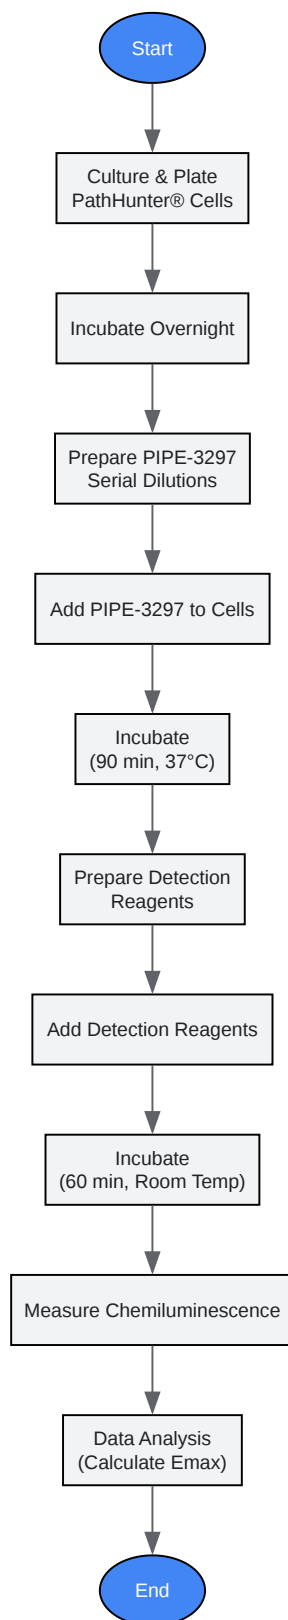 Start
Culture & Plate
PathHunter® Cells
Incubate Overnight
Prepare PIPE-3297
Serial Dilutions
Add PIPE-3297 to Cells
Incubate
(90 min, 37°C)
Prepare Detection
Reagents
Add Detection Reagents
Incubate
(60 min, Room Temp)
Measure Chemiluminescence
Data Analysis
(Calculate Emax)
End